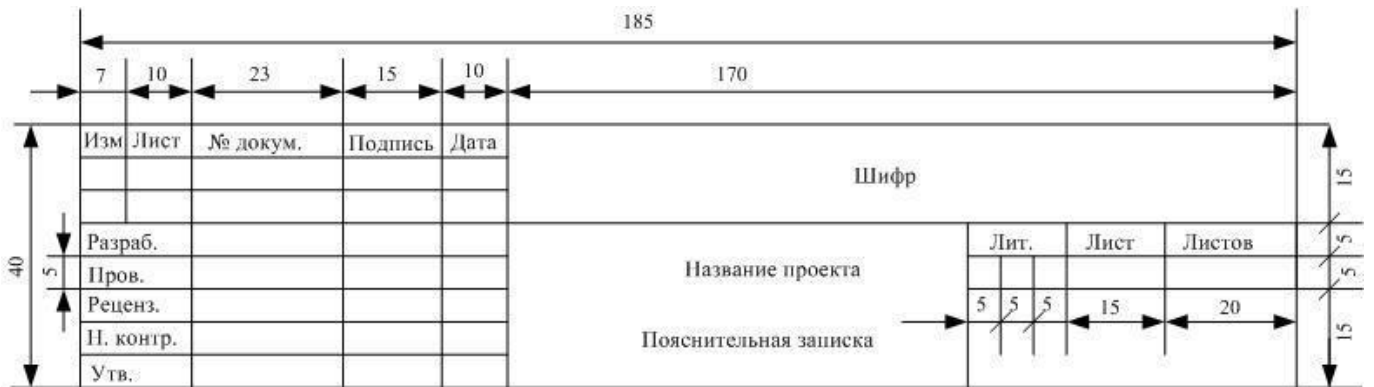 185
7 10 23 15 10 170
Изм Лист № докум. Подпись Дата
Шифр
15
Разраб.
Лит. Лист Листов
5
40
5
Пров.
Название проекта
5
Реценз.
5 5 5 15 20
Н. контр.
Пояснительная записка
15
Утв.